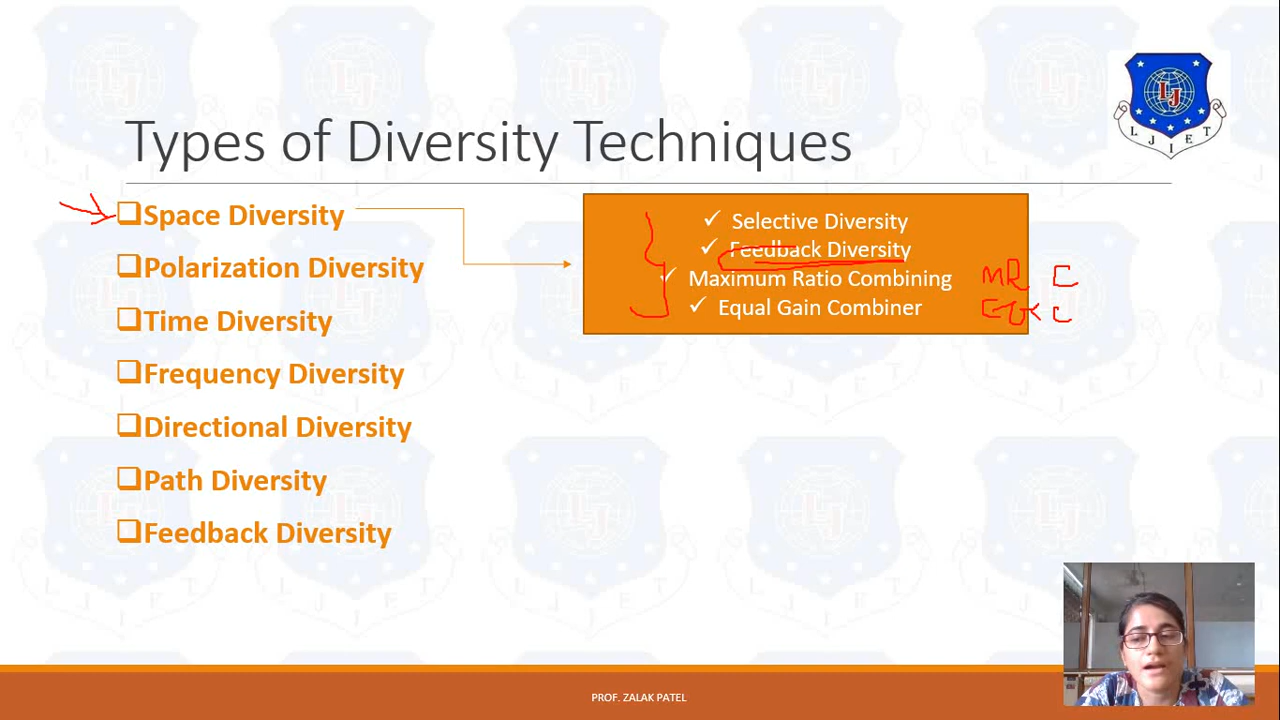 Types of Diversity Techniques
Space Diversity
Polarization Diversity
Time Diversity
Frequency Diversity
Directional Diversity
Path Diversity
Feedback Diversity
✓ Selective Diversity
✓ Feedback Diversity
✓ Maximum Ratio Combining MR C
✓ Equal Gain Combiner
LJ
L J I E T
PROF. ZALAK PATEL